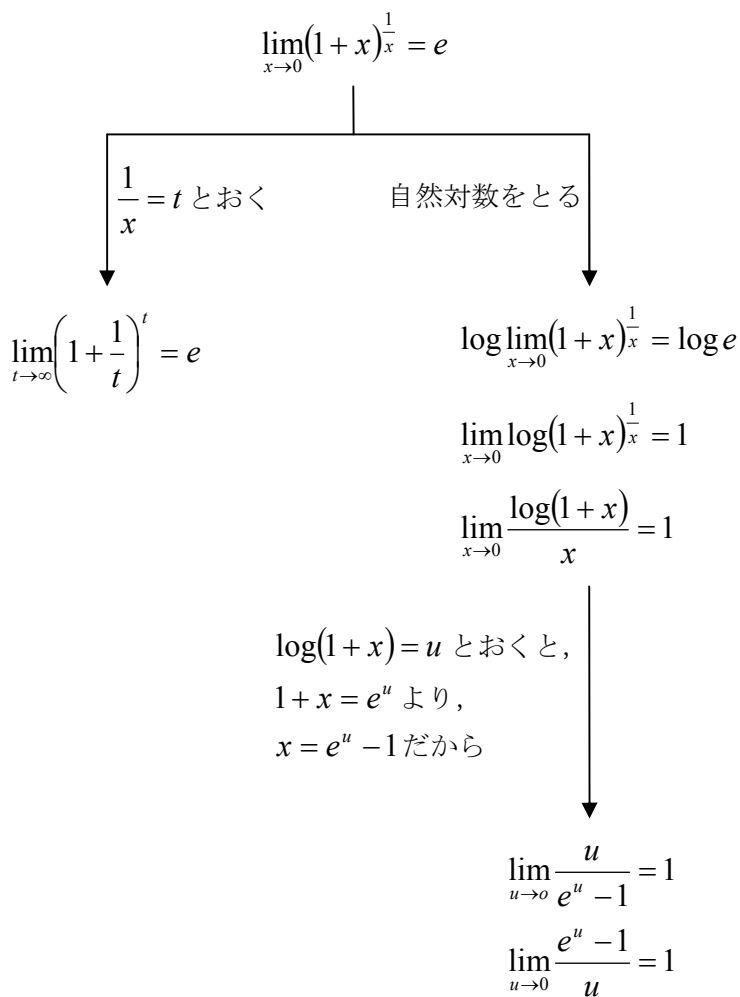 lim_{x→0}(1+x)^{1/x} = e
1/x = t とおく
自然対数をとる
lim_{t→∞}(1+1/t)^t = e
log lim_{x→0}(1+x)^{1/x} = log e
lim_{x→0} log(1+x)^{1/x} = 1
lim_{x→0} log(1+x)/x = 1
log(1+x) = u とおくと,
1+x = e^u より,
x = e^u −1だから
lim_{u→o} u/(e^u −1) = 1
lim_{u→0} (e^u −1)/u = 1